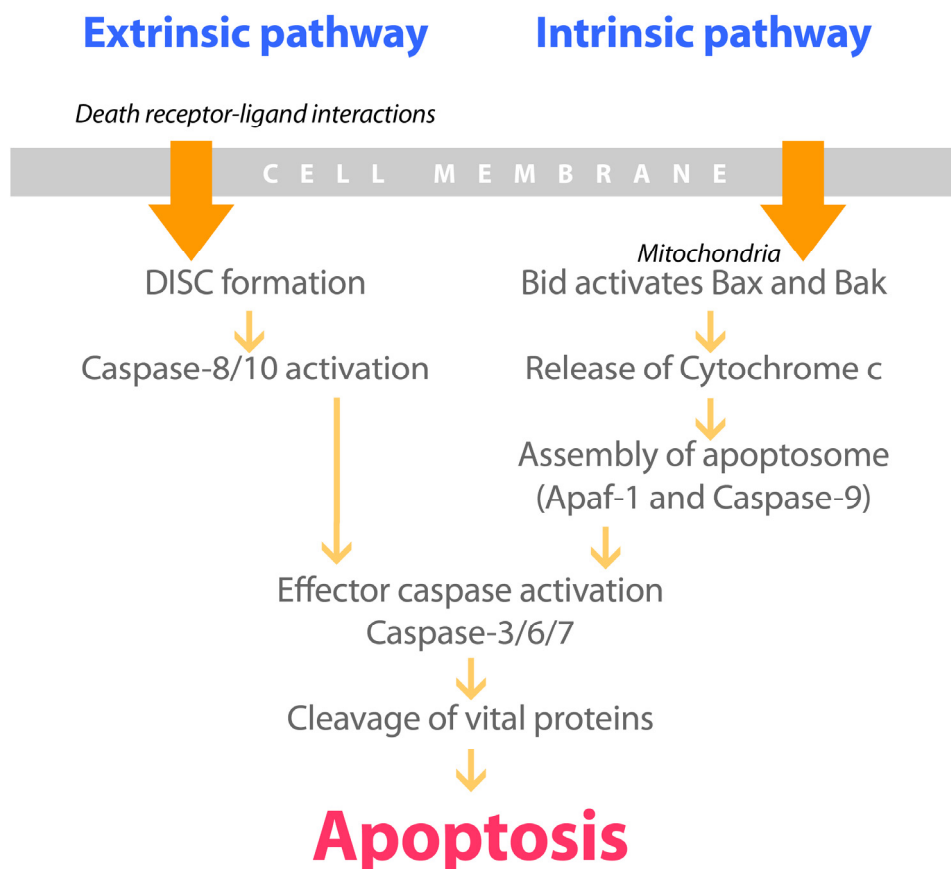 Extrinsic pathway
Intrinsic pathway
Death receptor-ligand interactions
CELL MEMBRANE
DISC formation
Caspase-8/10 activation
Mitochondria
Bid activates Bax and Bak
Release of Cytochrome c
Assembly of apoptosome
(Apaf-1 and Caspase-9)
Effector caspase activation
Caspase-3/6/7
Cleavage of vital proteins
Apoptosis